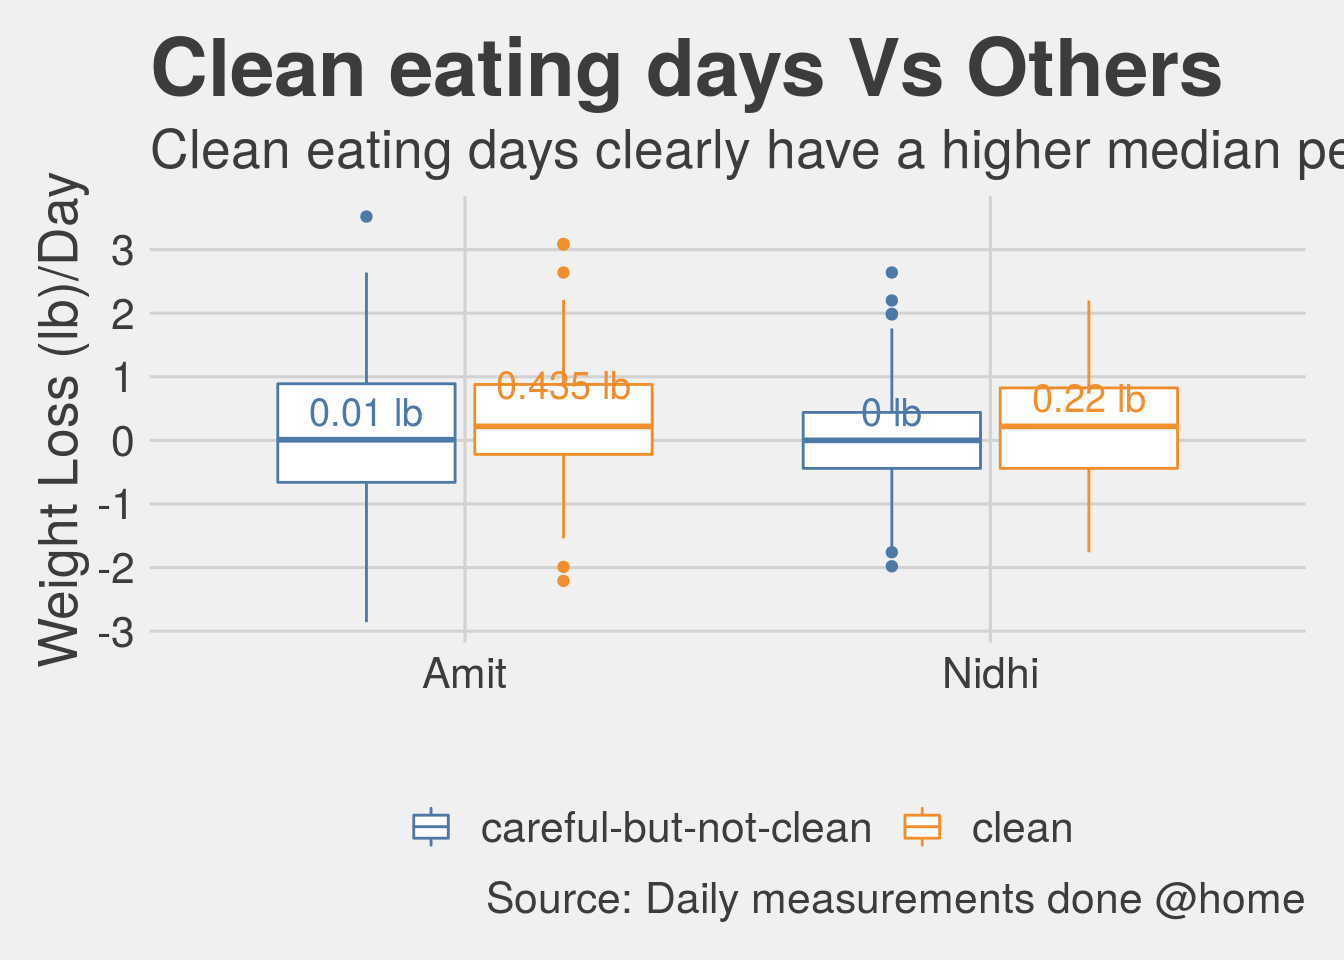 Clean eating days Vs Others
Clean eating days clearly have a higher median
Weight Loss (lb)/Day
3
2
1
0
-1
-2
-3
0.01 lb
0.435 lb
0 lb
0.22 lb
Amit
Nidhi
careful-but-not-clean
clean
Source: Daily measurements done @home